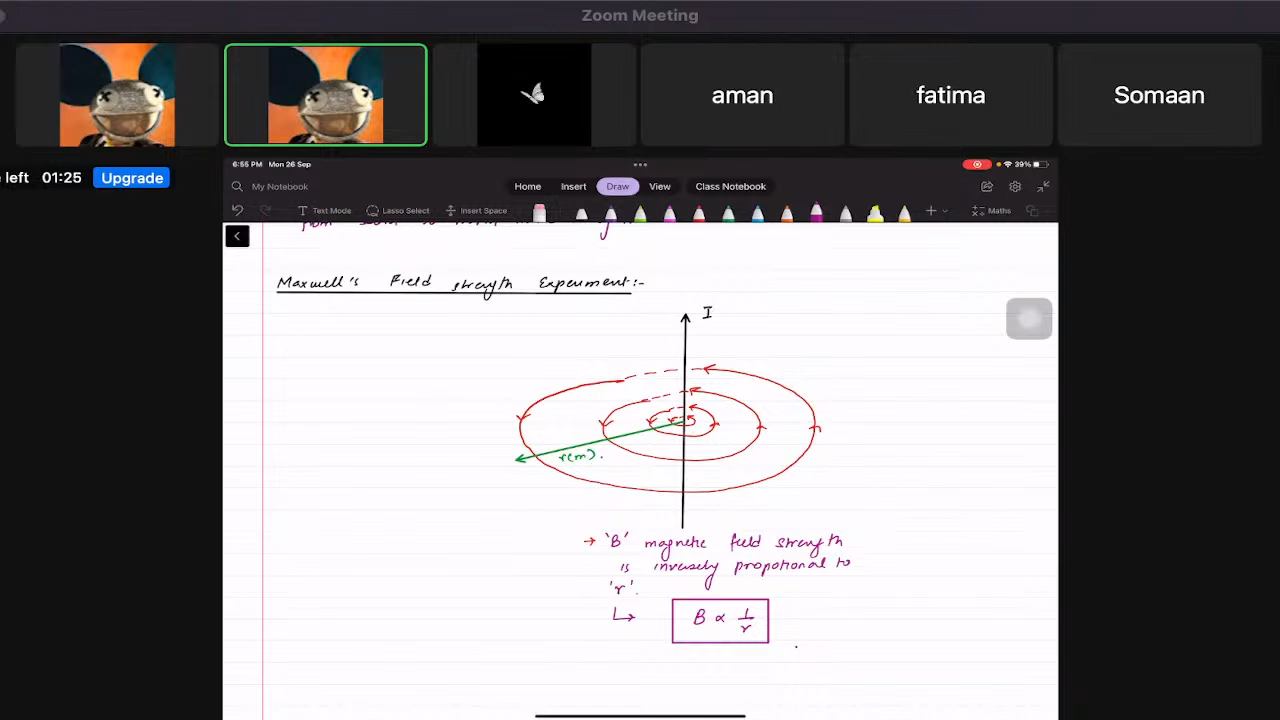 Zoom Meeting
aman
fatima
Somaan
e left 01:25 Upgrade
6:55 PM Mon 26 Sep
39%
My Notebook
Home Insert Draw View Class Notebook
Text Mode Lasso Select Insert Space Maths
Maxwell's Field strength Experiment:-
I
r(m).
→ 'B' magnetic field strength
is inversely propotional to
'r'.
↳ B ∝ 1/r